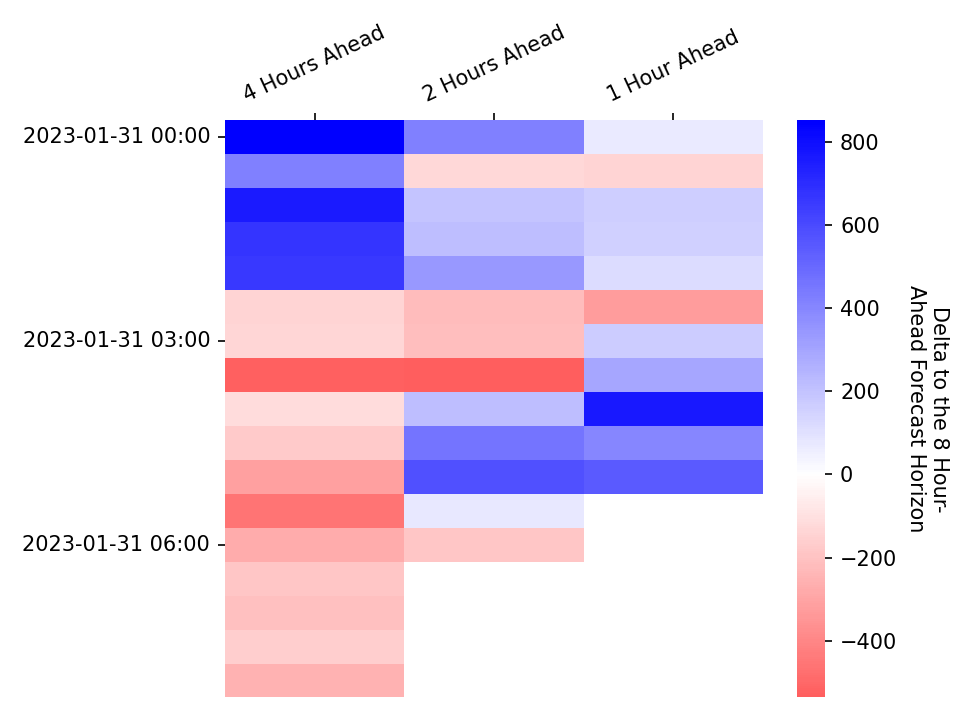 4 Hours Ahead
2 Hours Ahead
1 Hour Ahead
2023-01-31 00:00
2023-01-31 03:00
2023-01-31 06:00
800
600
400
200
0
−200
−400
Delta to the 8 Hour-
Ahead Forecast Horizon